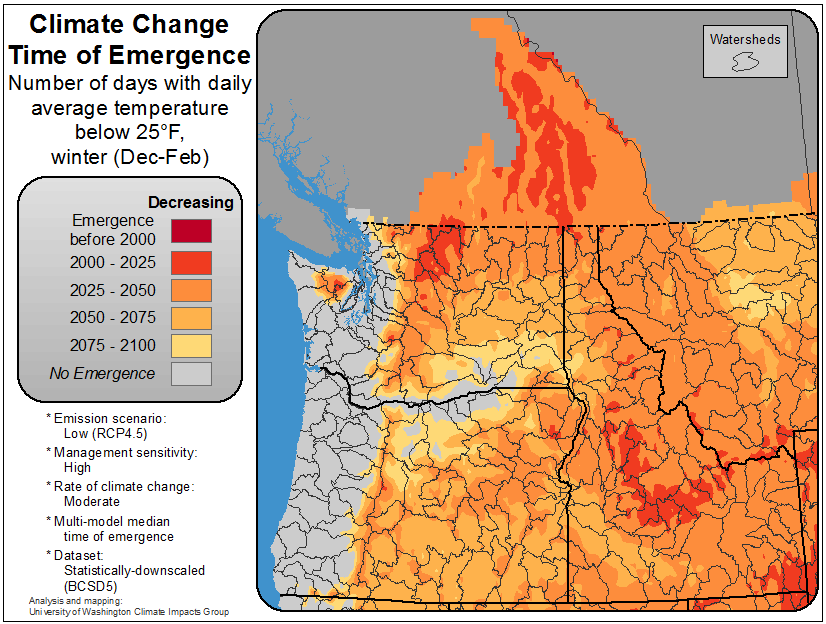 Climate Change
Time of Emergence
Number of days with daily
average temperature
below 25°F,
winter (Dec-Feb)
Decreasing
Emergence
before 2000
2000 - 2025
2025 - 2050
2050 - 2075
2075 - 2100
No Emergence
* Emission scenario:
Low (RCP4.5)
* Management sensitivity:
High
* Rate of climate change:
Moderate
* Multi-model median
time of emergence
* Dataset:
Statistically-downscaled
(BCSD5)
Analysis and mapping:
University of Washington Climate Impacts Group
Watersheds